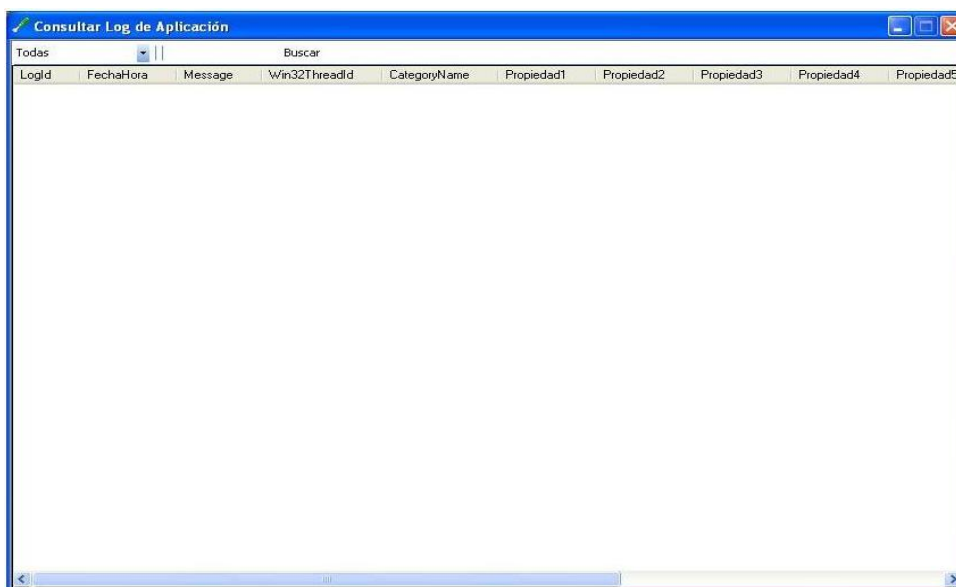 Consultar Log de Aplicación
Todas Buscar
LogId FechaHora Message Win32ThreadId CategoryName Propiedad1 Propiedad2 Propiedad3 Propiedad4 Propiedad5